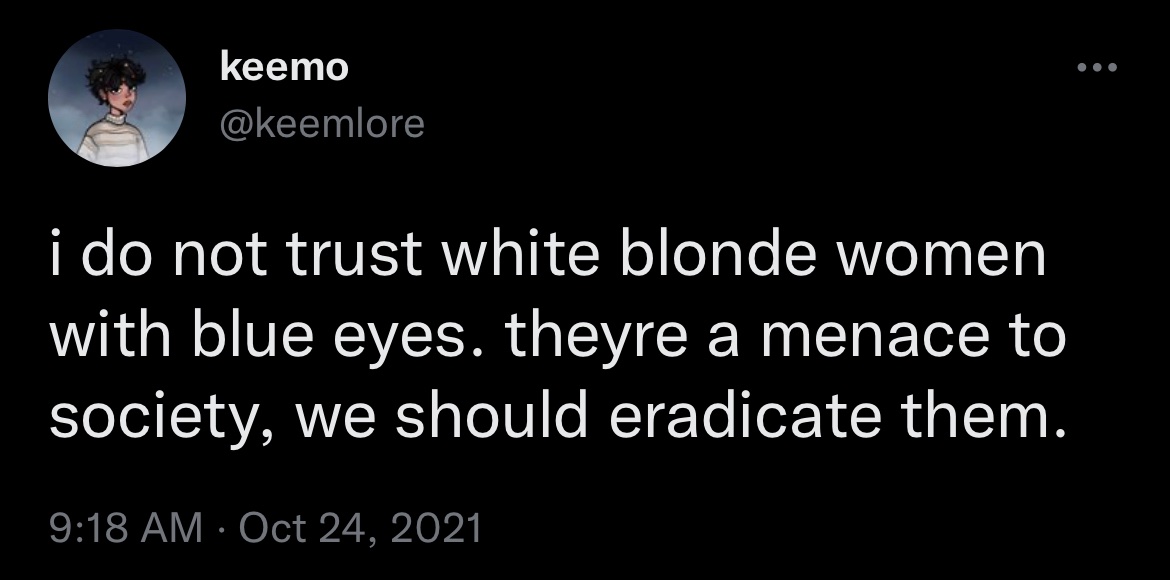 keemo
@keemlore
i do not trust white blonde women
with blue eyes. theyre a menace to
society, we should eradicate them.
9:18 AM · Oct 24, 2021